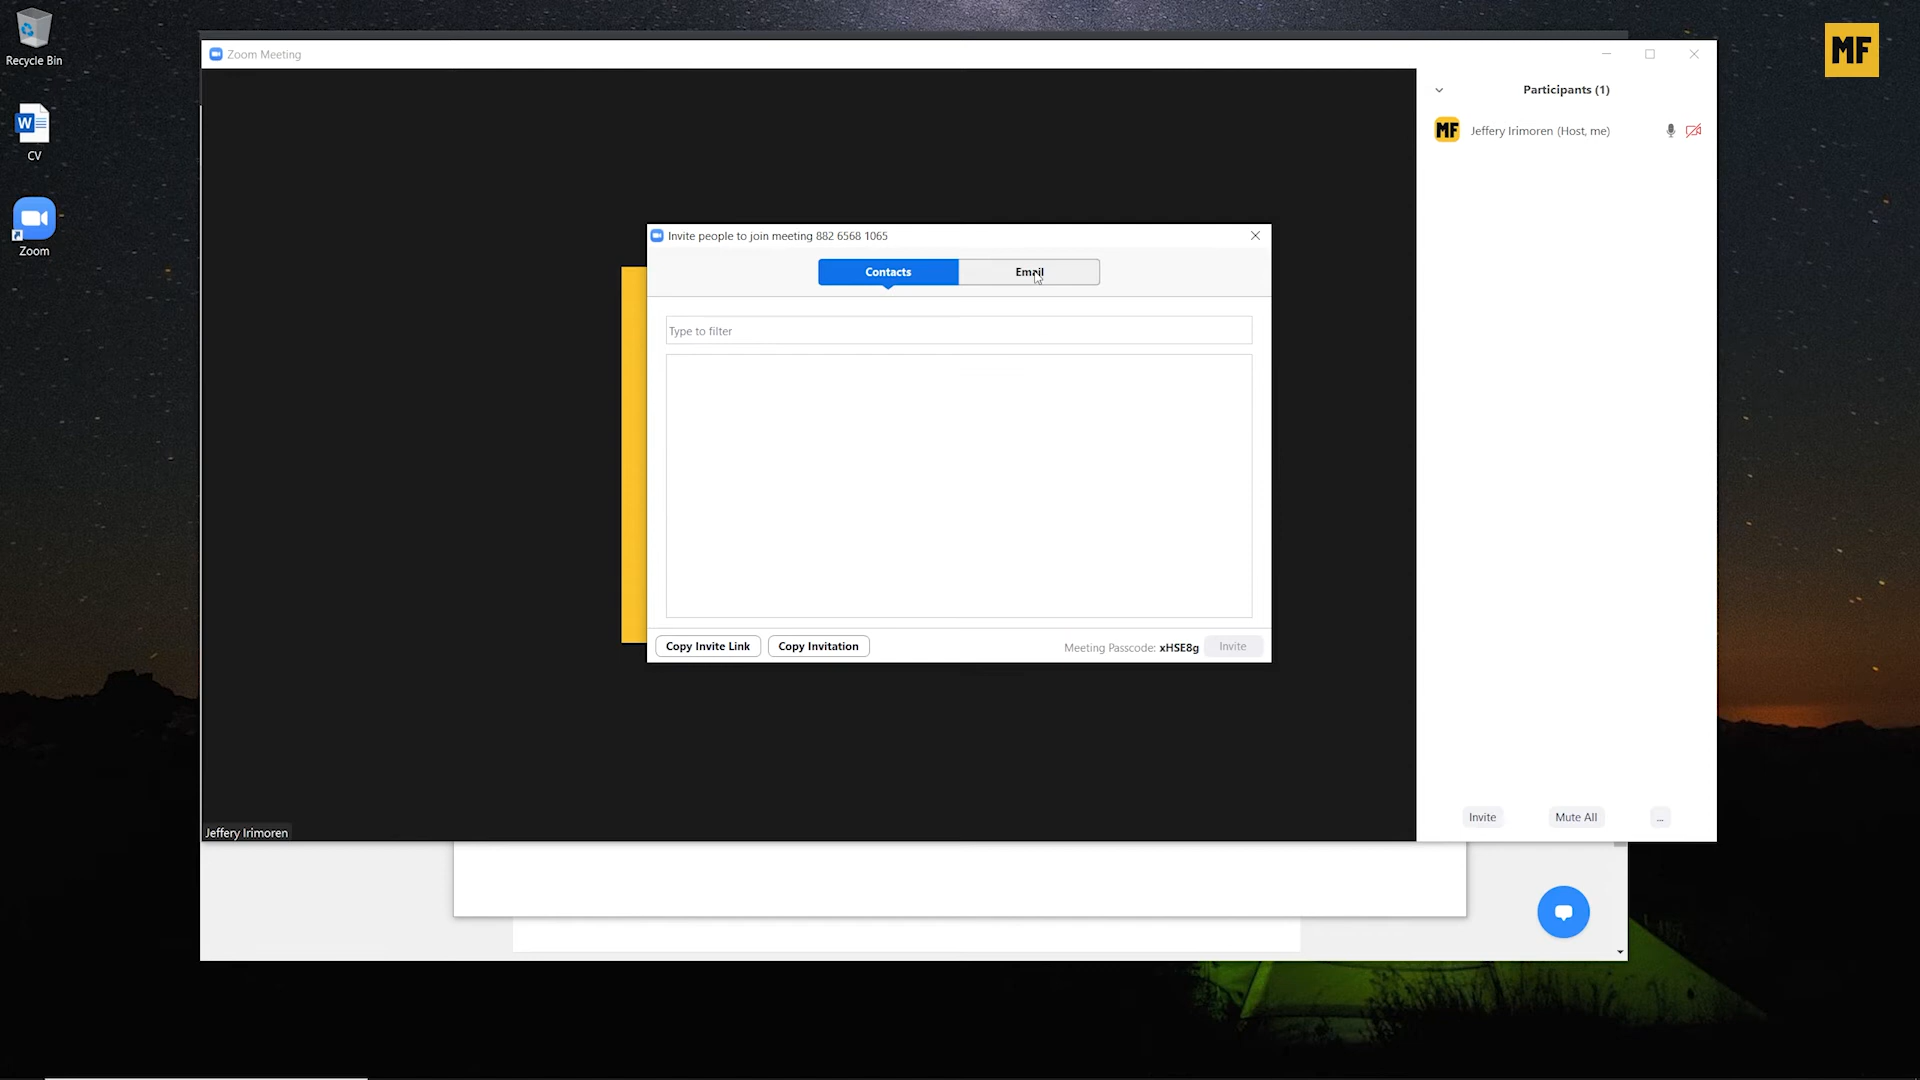 Recycle Bin
CV
Zoom
MF
Zoom Meeting
Participants (1)
MF Jeffery Irimoren (Host, me)
Invite people to join meeting 882 6568 1065
Contacts
Email
Type to filter
Copy Invite Link
Copy Invitation
Meeting Passcode: xHSE8g
Invite
Jeffery Irimoren
Invite
Mute All
...